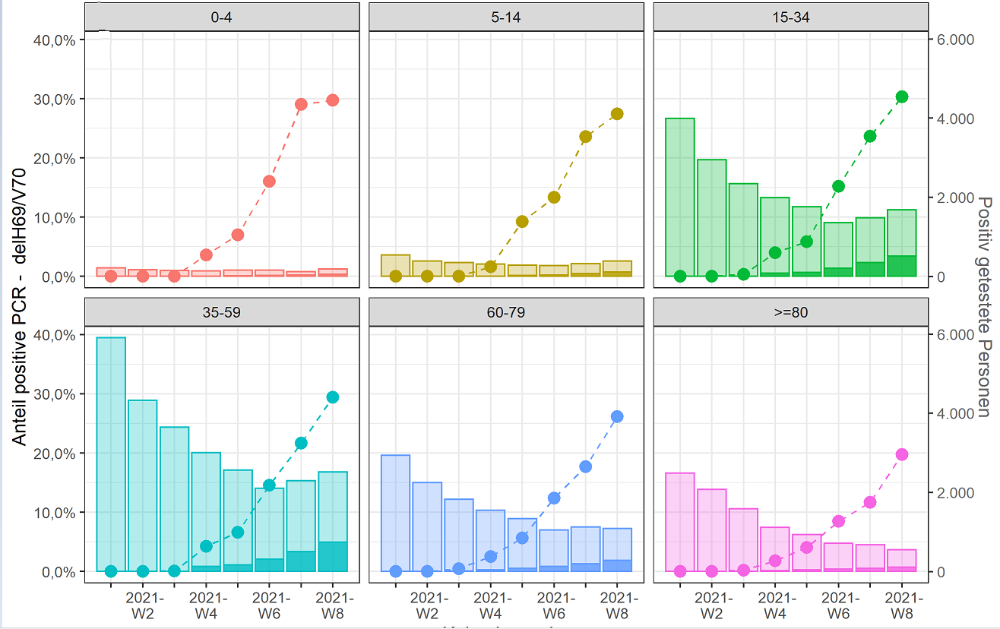 0-4
5-14
15-34
40,0%
30,0%
20,0%
10,0%
0,0%
6.000
4.000
2.000
0
35-59
60-79
>=80
40,0%
30,0%
20,0%
10,0%
0,0%
6.000
4.000
2.000
0
Anteil positive PCR - delH69/V70
Positiv getestete Personen
2021-
W2
2021-
W4
2021-
W6
2021-
W8
2021-
W2
2021-
W4
2021-
W6
2021-
W8
2021-
W2
2021-
W4
2021-
W6
2021-
W8